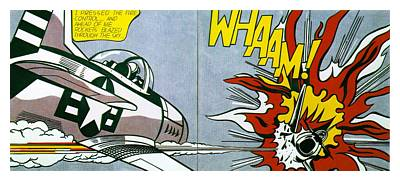 I PRESSED THE FIRE
CONTROL... AND
AHEAD OF ME
ROCKETS BLAZED
THROUGH THE SKY...
WHAAM!